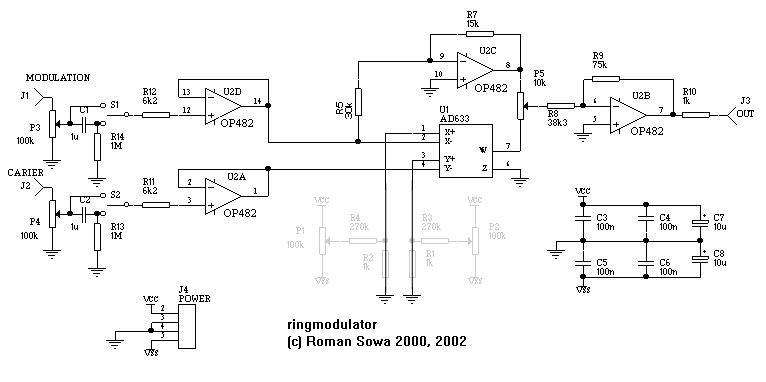 R7
15k
9
U2C
8
10
OP482
P5
10k
R9
75k
MODULATION
J1
S1
R12
6k2
13
U2D
14
12
OP482
R5
30k
R8
38k3
6
U2B
7
5
OP482
R10
1k
J3
OUT
P3
100k
C1
1u
R14
1M
U1
AD633
1
X+
2
X-
3
Y+
4
Y-
W
7
Z
6
CARIER
J2
S2
R11
6k2
2
U2A
1
3
OP482
P4
100k
C2
1u
R13
1M
VCC
P1
100k
R4
270k
R2
1k
R3
270k
R1
1k
VCC
P2
100k
VCC
C3
100n
C4
100n
C7
10u
C5
100n
C6
100n
C8
10u
VSS
J4
POWER
VCC
2
3
4
5
VSS
ringmodulator
(c) Roman Sowa 2000, 2002